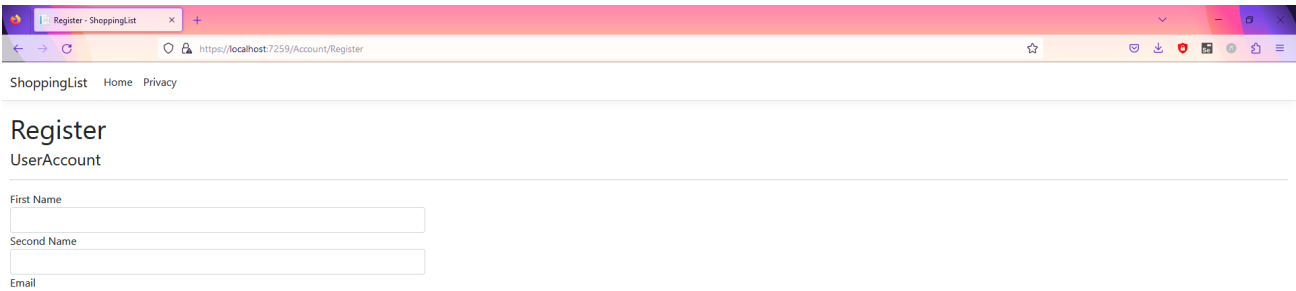 Register - ShoppingList
https://localhost:7259/Account/Register
ShoppingList Home Privacy
Register
UserAccount
First Name
Second Name
Email